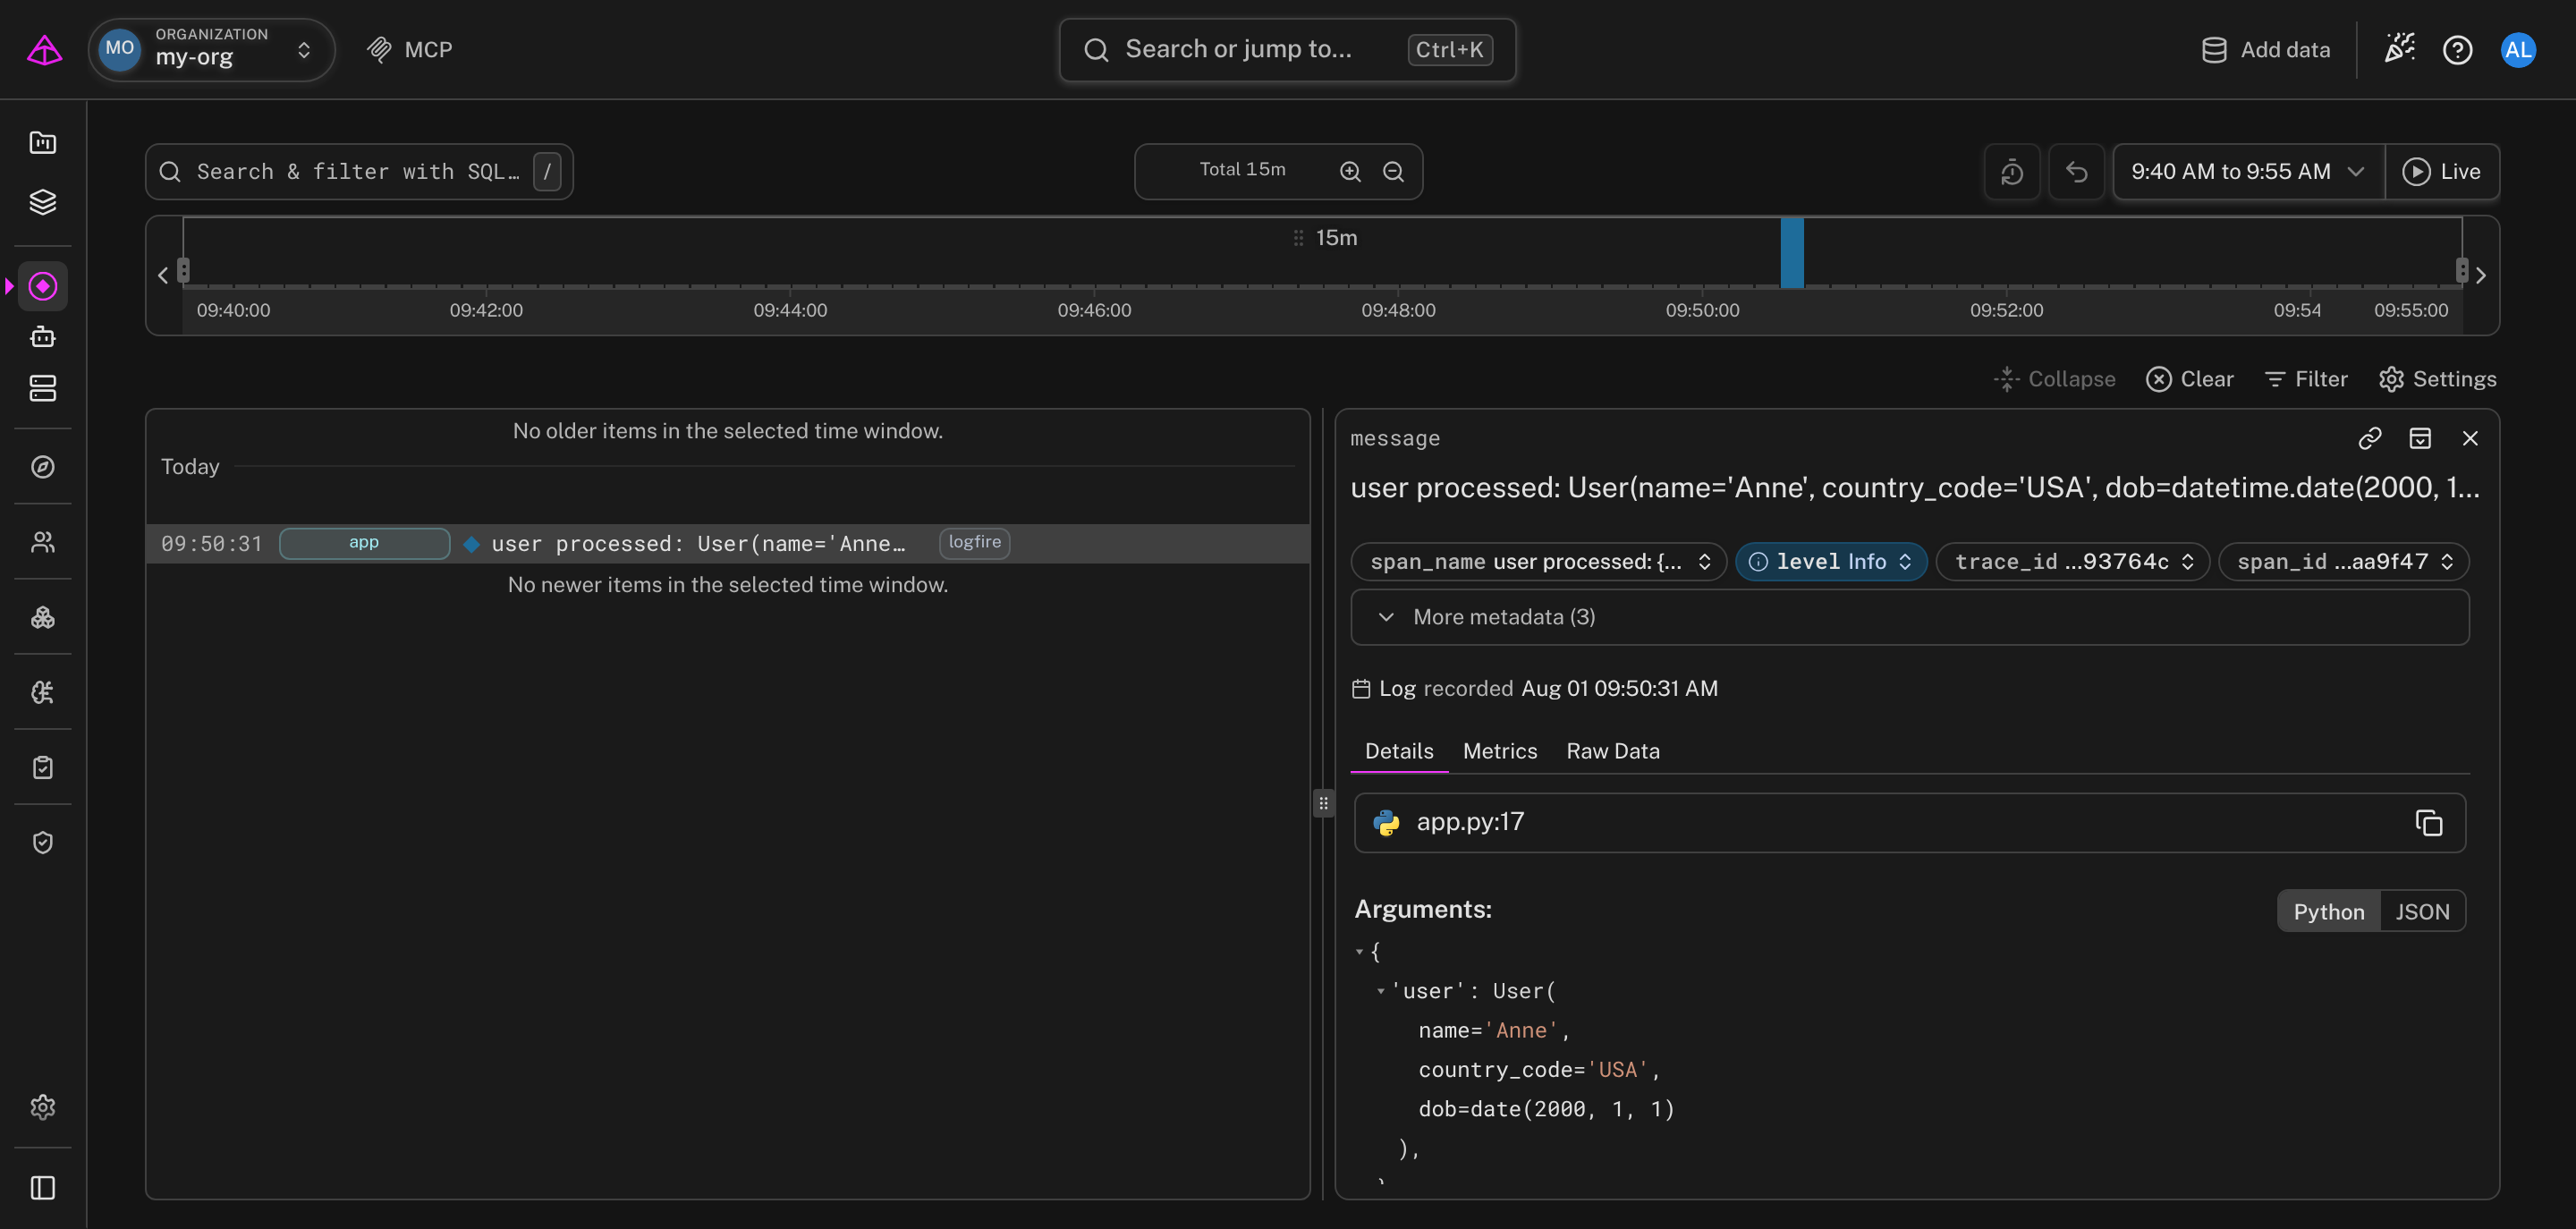 MO ORGANIZATION my-org MCP Search or jump to... Ctrl+K Add data AL
Search & filter with SQL… / Total 15m 9:40 AM to 9:55 AM Live
15m
09:40:00 09:42:00 09:44:00 09:46:00 09:48:00 09:50:00 09:52:00 09:54 09:55:00
Collapse Clear Filter Settings
No older items in the selected time window.
Today
09:50:31 app user processed: User(name='Anne… logfire
No newer items in the selected time window.
message
user processed: User(name='Anne', country_code='USA', dob=datetime.date(2000, 1...
span_name user processed: {... level Info trace_id ...93764c span_id ...aa9f47
More metadata (3)
Log recorded Aug 01 09:50:31 AM
Details Metrics Raw Data
app.py:17
Arguments: Python JSON
{
'user': User(
name='Anne',
country_code='USA',
dob=date(2000, 1, 1)
),